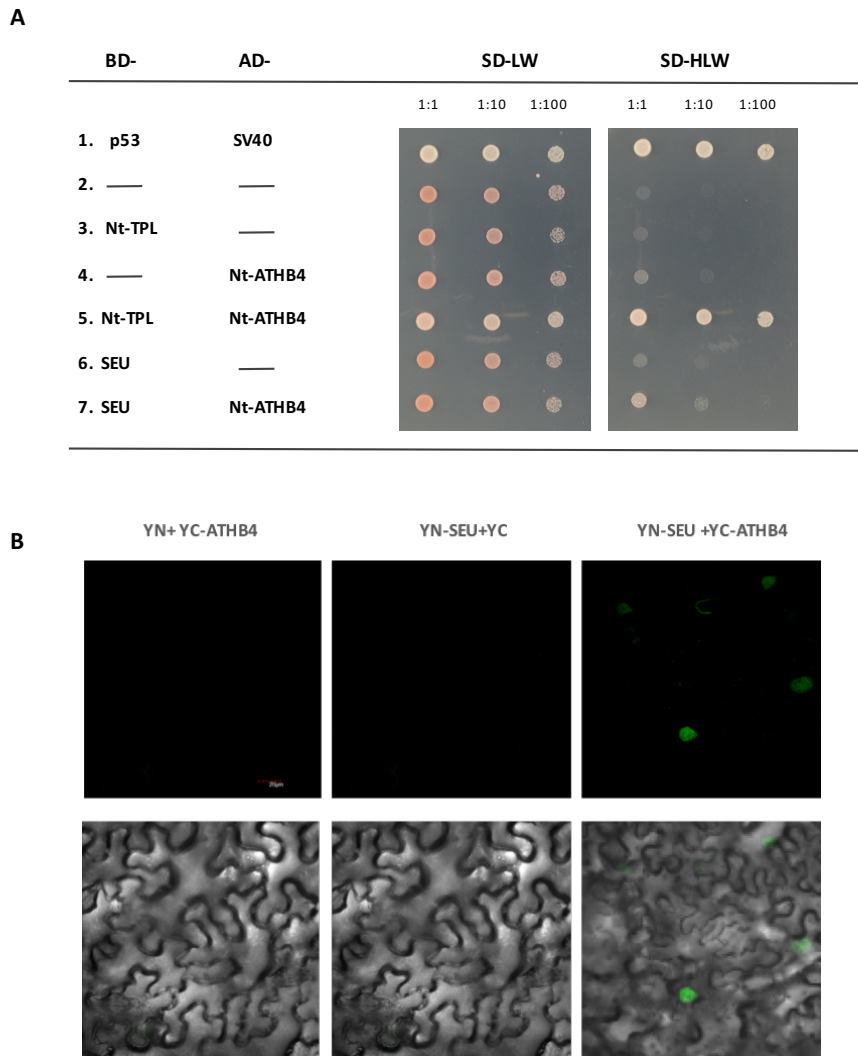 A
BD- AD- SD-LW SD-HLW
1:1 1:10 1:100 1:1 1:10 1:100
1. p53 SV40
2.
3. Nt-TPL
4. Nt-ATHB4
5. Nt-TPL Nt-ATHB4
6. SEU
7. SEU Nt-ATHB4
B
YN+ YC-ATHB4 YN-SEU+YC YN-SEU +YC-ATHB4
20µm